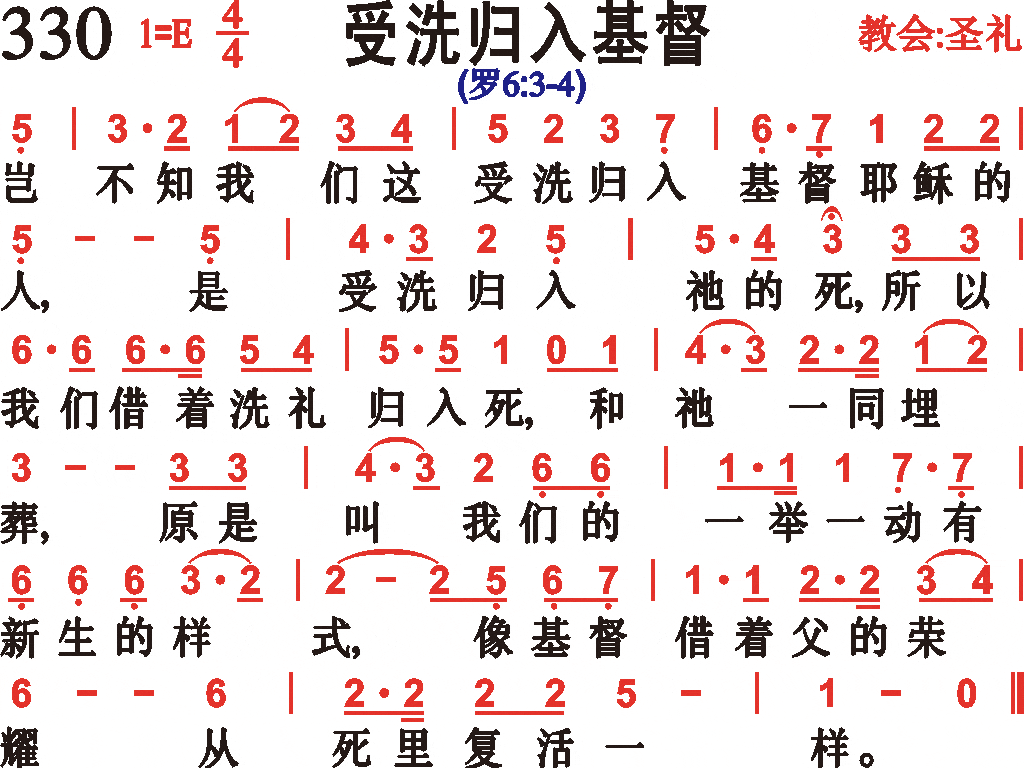 330 1=E 4/4 受洗归入基督 教会:圣礼
(罗6:3-4)
5 | 3·2 1 2 3 4 | 5 2 3 7 | 6·7 1 2 2 |
岂 不知我 们这 受洗归入 基督耶稣的
5 - - 5 | 4·3 2 5 | 5·4 3 3 3 |
人, 是 受洗归入 祂的死,所以
6·6 6·6 5 4 | 5·5 1 0 1 | 4·3 2·2 1 2 |
我们借着洗礼 归入死, 和 祂 一同埋
3 - - 3 3 | 4·3 2 6 6 | 1·1 1 7·7 |
葬, 原是 叫 我们的 一举一动有
6 6 6 3·2 | 2 - 2 5 6 7 | 1·1 2·2 3 4 |
新生的样 式, 像基督 借着父的荣
6 - - 6 | 2·2 2 2 5 - | 1 - 0 ‖
耀 从 死里复活一 样。